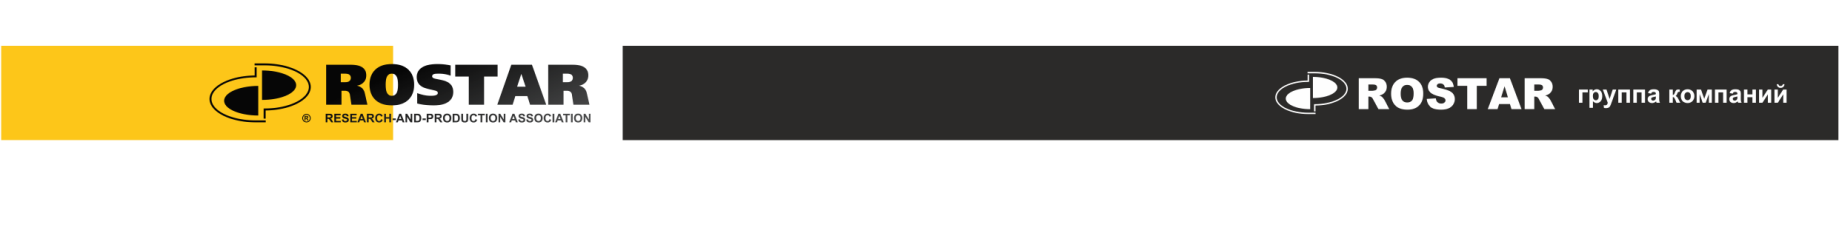 ROSTAR
® RESEARCH-AND-PRODUCTION ASSOCIATION
ROSTAR группа компаний